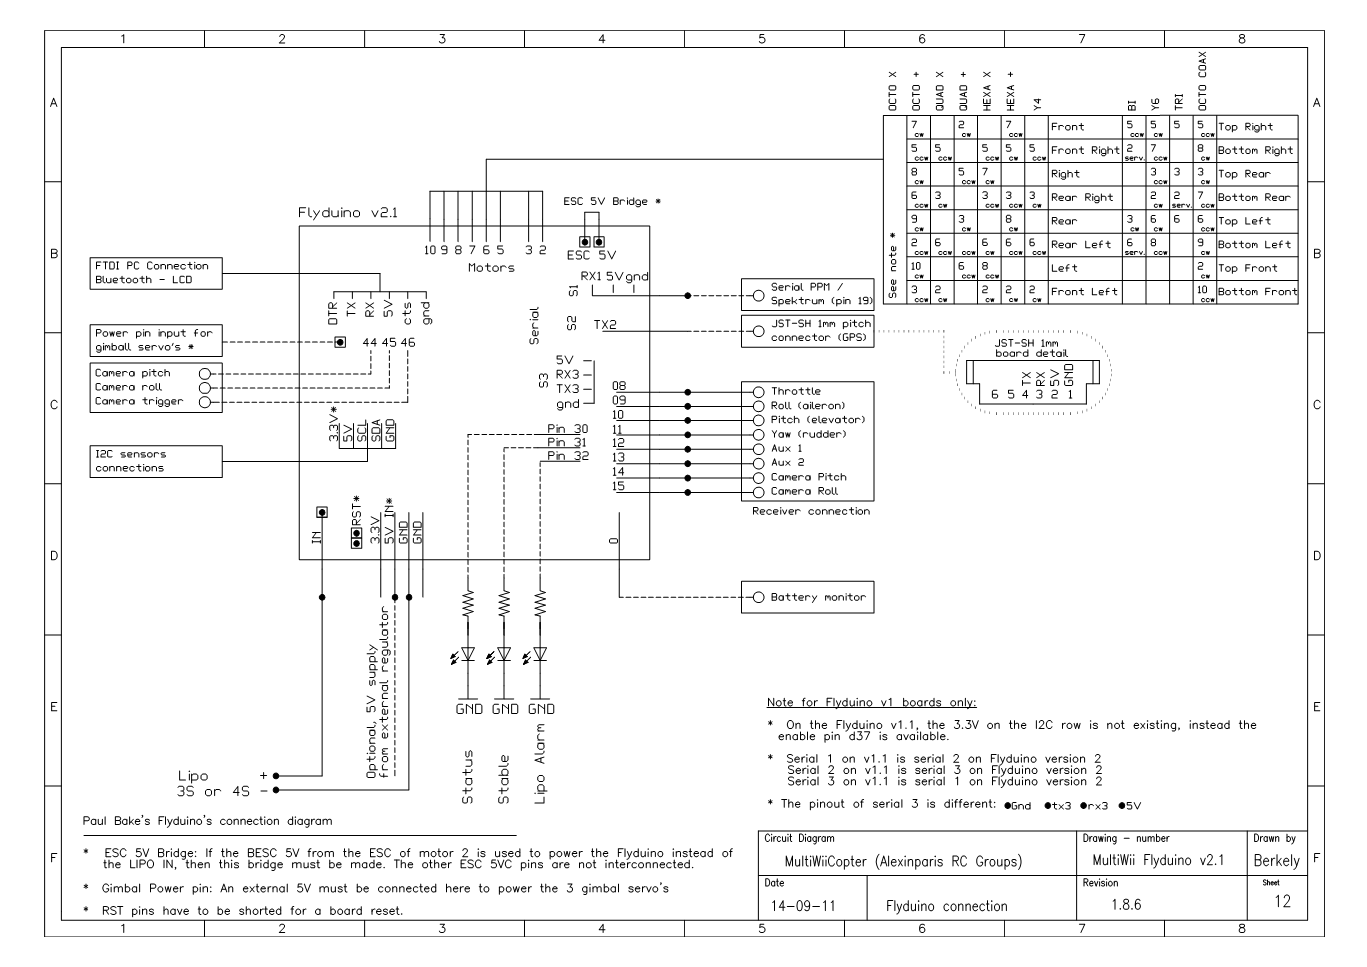 1 2 3 4 5 6 7 8
A A
B B
C C
D D
E E
F F
OCTO X
OCTO +
QUAD X
QUAD +
HEXA X
HEXA +
Y4
BI
Y6
TRI
OCTO COAX
See note *
7 cw 2 cw 7 ccw Front 5 ccw 5 cw 5 5 ccw Top Right
5 ccw 5 ccw 5 ccw 5 cw 5 ccw Front Right 2 serv. 7 ccw 8 cw Bottom Right
8 cw 5 ccw 7 cw Right 3 ccw 3 3 cw Top Rear
6 ccw 3 cw 3 ccw 3 ccw 3 cw Rear Right 2 cw 2 serv. 7 ccw Bottom Rear
9 cw 3 cw 8 cw Rear 3 cw 6 cw 6 6 ccw Top Left
2 ccw 6 ccw 6 cw 6 cw 6 ccw Rear Left 6 serv. 8 ccw 9 cw Bottom Left
10 cw 6 ccw 8 ccw Left 2 cw Top Front
3 ccw 2 cw 2 cw 2 ccw 2 cw Front Left 10 ccw Bottom Front
Flyduino v2.1
10 9 8 7 6 5 3 2
Motors
ESC 5V Bridge *
ESC 5V
FTDI PC Connection
Bluetooth - LCD
DTR
TX
RX
5V
cts
gnd
Power pin input for
gimball servo's *
44 45 46
Camera pitch
Camera roll
Camera trigger
I2C sensors
connections
3.3V*
5V
SCL
SDA
GND
Serial
S1
RX1 5V gnd
S2
TX2
S3
5V
RX3
TX3
gnd
Pin 30
Pin 31
Pin 32
08
09
10
11
12
13
14
15
0
Serial PPM /
Spektrum (pin 19)
JST-SH 1mm pitch
connector (GPS)
JST-SH 1mm
board detail
TX
RX
5V
GND
6 5 4 3 2 1
Throttle
Roll (aileron)
Pitch (elevator)
Yaw (rudder)
Aux 1
Aux 2
Camera Pitch
Camera Roll
Receiver connection
Battery monitor
IN
RST*
3.3V
5V IN*
GND
GND
Optional, 5V supply
from external regulator
GND GND GND
Status
Stable
Lipo Alarm
Lipo +
3S or 4S -
Note for Flyduino v1 boards only:
* On the Flyduino v1.1, the 3.3V on the I2C row is not existing, instead the
enable pin d37 is available.
* Serial 1 on v1.1 is serial 2 on Flyduino version 2
Serial 2 on v1.1 is serial 3 on Flyduino version 2
Serial 3 on v1.1 is serial 1 on Flyduino version 2
* The pinout of serial 3 is different: ●Gnd ●tx3 ●rx3 ●5V
Paul Bake's Flyduino's connection diagram
* ESC 5V Bridge: If the BESC 5V from the ESC of motor 2 is used to power the Flyduino instead of
the LIPO IN, then this bridge must be made. The other ESC 5VC pins are not interconnected.
* Gimbal Power pin: An external 5V must be connected here to power the 3 gimbal servo's
* RST pins have to be shorted for a board reset.
Circuit Diagram
MultiWiiCopter (Alexinparis RC Groups)
Drawing - number
MultiWii Flyduino v2.1
Drawn by
Berkely
Date
14-09-11
Flyduino connection
Revision
1.8.6
Sheet
12
1 2 3 4 5 6 7 8